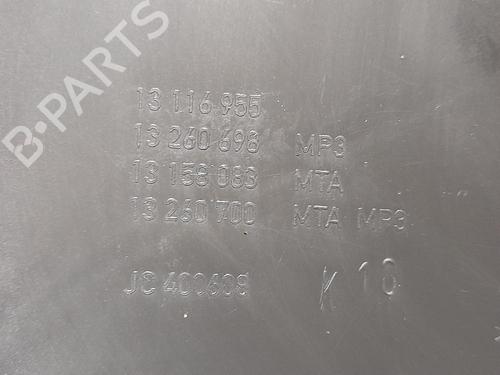 B-PARTS
13 116 955
13 260 698 MP3
13 158 083 MTA
13 260 700 MTA MP3
JC 400608 K 10